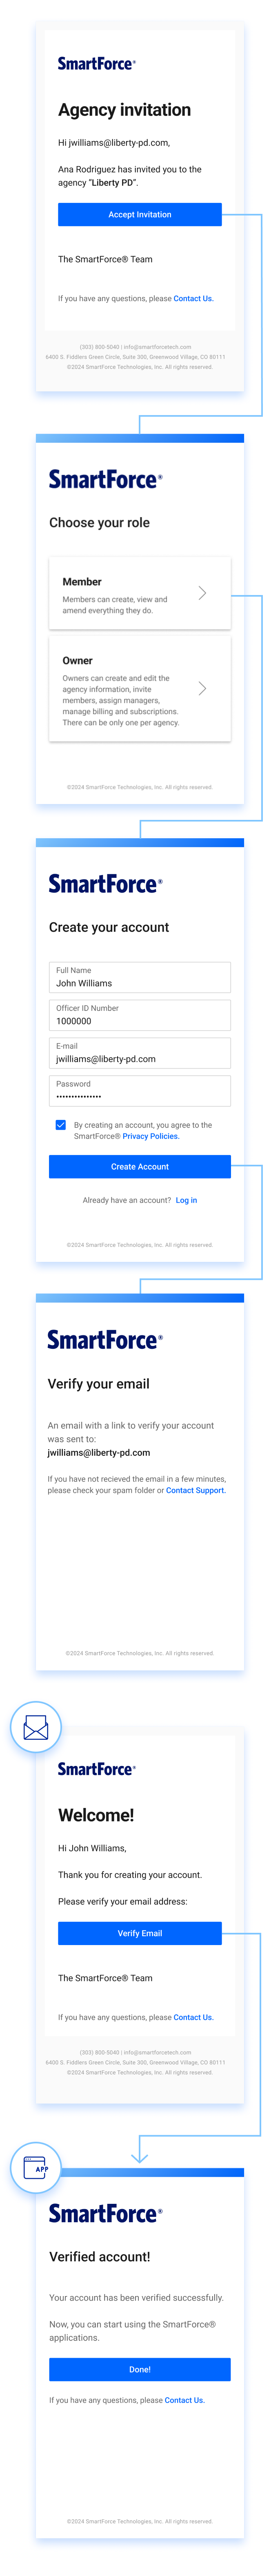 SmartForce®
Agency invitation
Hi jwilliams@liberty-pd.com,
Ana Rodriguez has invited you to the
agency "Liberty PD".
Accept Invitation
The SmartForce® Team
If you have any questions, please Contact Us.
(303) 800-5040 | info@smartforcetech.com
6400 S. Fiddlers Green Circle, Suite 300, Greenwood Village, CO 80111
©2024 SmartForce Technologies, Inc. All rights reserved.
SmartForce®
Choose your role
Member
Members can create, view and
amend everything they do.
Owner
Owners can create and edit the
agency information, invite
members, assign managers,
manage billing and subscriptions.
There can be only one per agency.
©2024 SmartForce Technologies, Inc. All rights reserved.
SmartForce®
Create your account
Full Name
John Williams
Officer ID Number
1000000
E-mail
jwilliams@liberty-pd.com
Password
•••••••••••••••
By creating an account, you agree to the
SmartForce® Privacy Policies.
Create Account
Already have an account? Log in
©2024 SmartForce Technologies, Inc. All rights reserved.
SmartForce®
Verify your email
An email with a link to verify your account
was sent to:
jwilliams@liberty-pd.com
If you have not recieved the email in a few minutes,
please check your spam folder or Contact Support.
©2024 SmartForce Technologies, Inc. All rights reserved.
SmartForce®
Welcome!
Hi John Williams,
Thank you for creating your account.
Please verify your email address:
Verify Email
The SmartForce® Team
If you have any questions, please Contact Us.
(303) 800-5040 | info@smartforcetech.com
6400 S. Fiddlers Green Circle, Suite 300, Greenwood Village, CO 80111
©2024 SmartForce Technologies, Inc. All rights reserved.
APP
SmartForce®
Verified account!
Your account has been verified successfully.
Now, you can start using the SmartForce®
applications.
Done!
If you have any questions, please Contact Us.
©2024 SmartForce Technologies, Inc. All rights reserved.